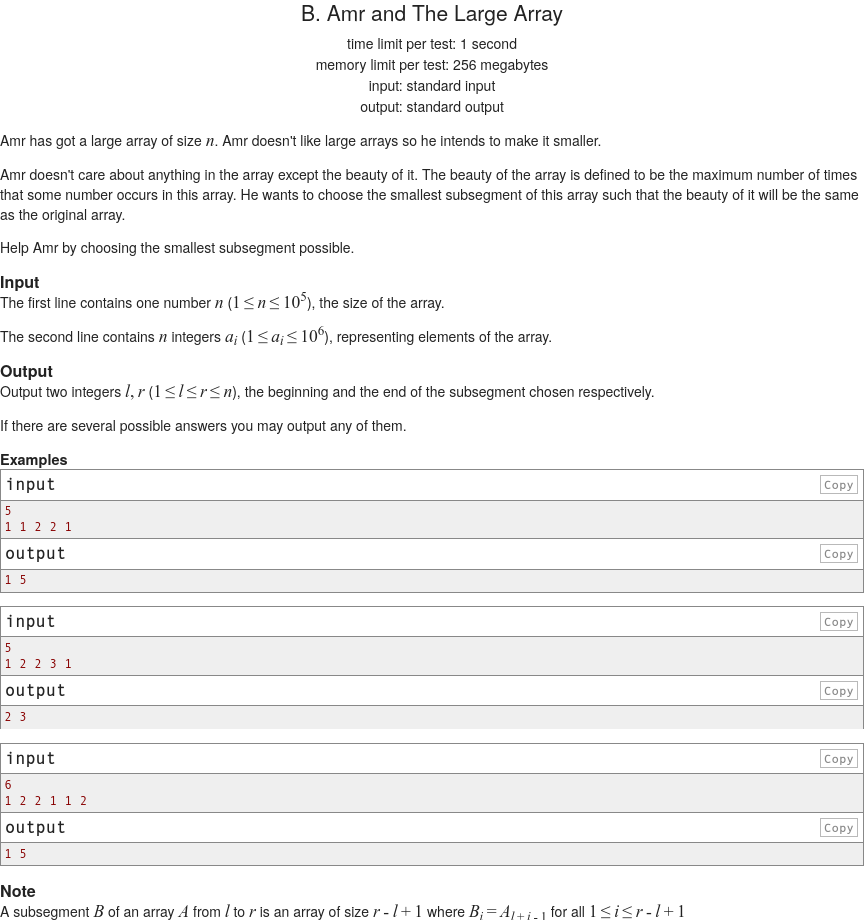 B. Amr and The Large Array
time limit per test: 1 second
memory limit per test: 256 megabytes
input: standard input
output: standard output
Amr has got a large array of size n. Amr doesn't like large arrays so he intends to make it smaller.
Amr doesn't care about anything in the array except the beauty of it. The beauty of the array is defined to be the maximum number of times
that some number occurs in this array. He wants to choose the smallest subsegment of this array such that the beauty of it will be the same
as the original array.
Help Amr by choosing the smallest subsegment possible.
Input
The first line contains one number n (1 ≤ n ≤ 10^5), the size of the array.
The second line contains n integers a_i (1 ≤ a_i ≤ 10^6), representing elements of the array.
Output
Output two integers l, r (1 ≤ l ≤ r ≤ n), the beginning and the end of the subsegment chosen respectively.
If there are several possible answers you may output any of them.
Examples
input Copy
5
1 1 2 2 1
output Copy
1 5
input Copy
5
1 2 2 3 1
output Copy
2 3
input Copy
6
1 2 2 1 1 2
output Copy
1 5
Note
A subsegment B of an array A from l to r is an array of size r - l + 1 where B_i = A_{l + i - 1} for all 1 ≤ i ≤ r - l + 1